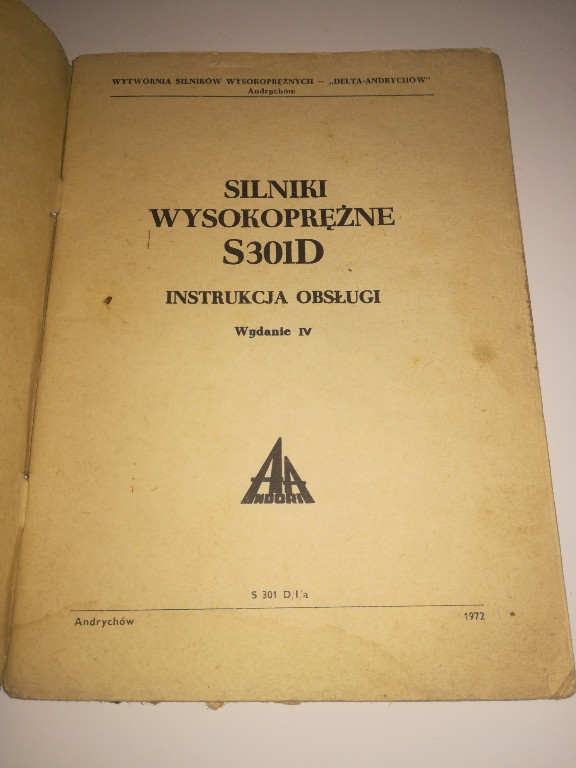 WYTWÓRNIA SILNIKÓW WYSOKOPRĘŻNYCH — „DELTA-ANDRYCHÓW"
Andrychów
SILNIKI
WYSOKOPRĘŻNE
S301D
INSTRUKCJA OBSŁUGI
Wydanie IV
ANDORIA
S 301 D/1/a
Andrychów 1972